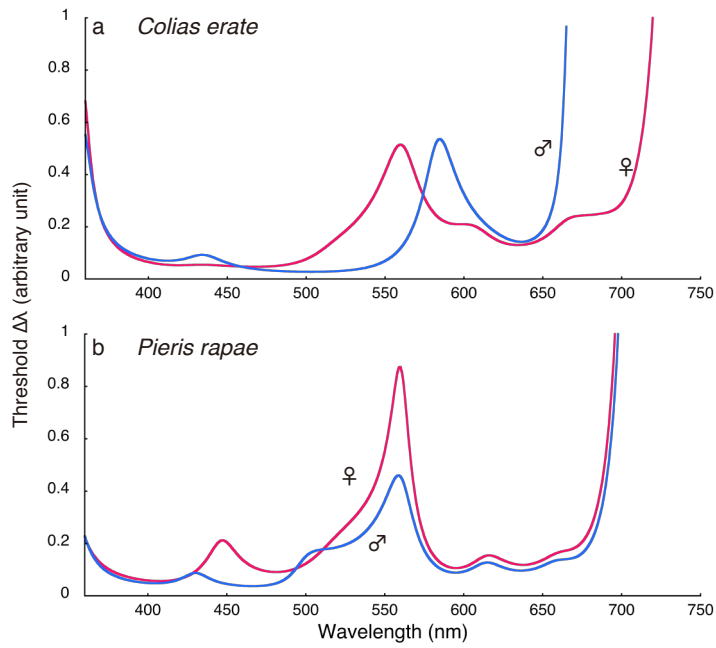 a Colias erate
1
0.8
0.6
0.4
0.2
0
♂
♀
400 450 500 550 600 650 700 750
b Pieris rapae
1
0.8
0.6
0.4
0.2
0
♀
♂
400 450 500 550 600 650 700 750
Wavelength (nm)
Threshold Δλ (arbitrary unit)